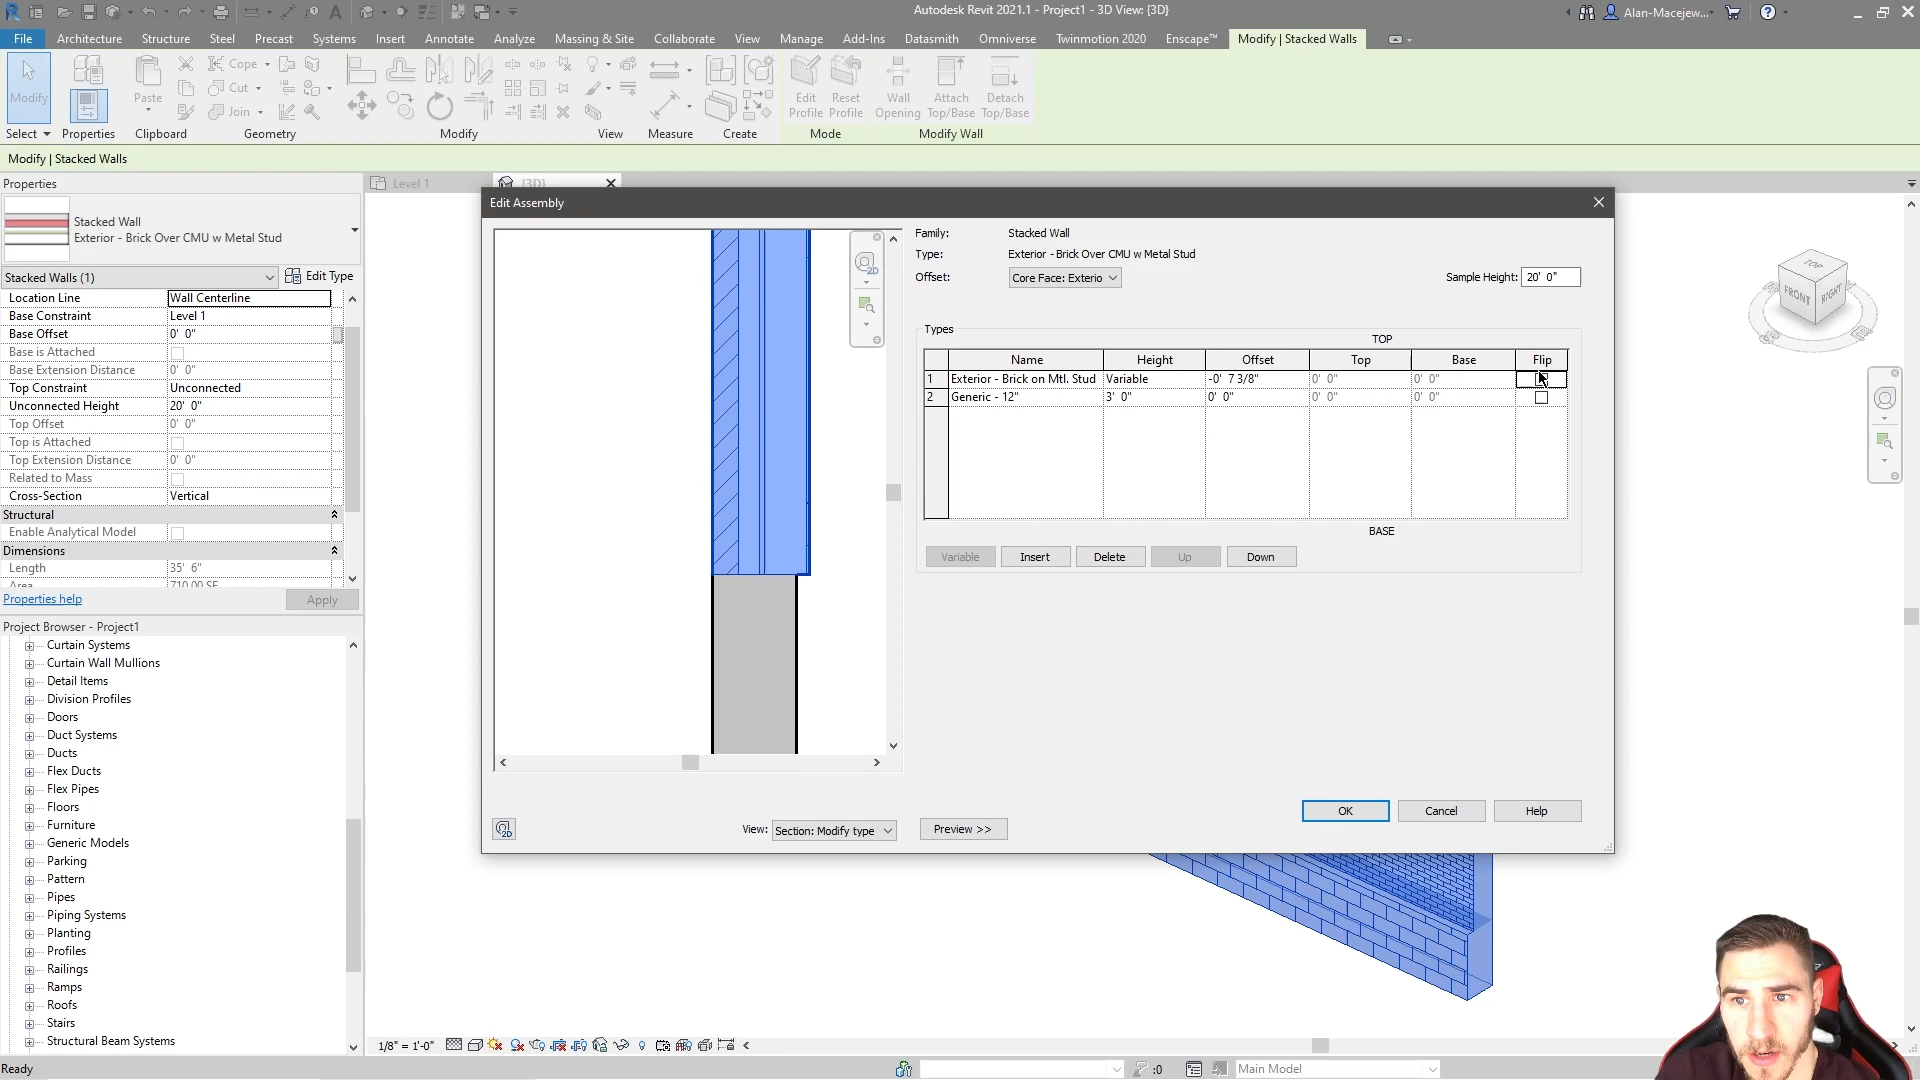 Autodesk Revit 2021.1 - Project1 - 3D View: {3D}
Alan-Macejew...
File Architecture Structure Steel Precast Systems Insert Annotate Analyze Massing & Site Collaborate View Manage Add-Ins Datasmith Omniverse Twinmotion 2020 Enscape™ Modify | Stacked Walls
Modify
Paste
Cope
Cut
Join
Edit Profile
Reset Profile
Wall Opening
Attach Top/Base
Detach Top/Base
Select Properties Clipboard Geometry Modify View Measure Create Mode Modify Wall
Modify | Stacked Walls
Properties
Stacked Wall
Exterior - Brick Over CMU w Metal Stud
Stacked Walls (1)
Edit Type
Location Line Wall Centerline
Base Constraint Level 1
Base Offset 0' 0"
Base is Attached
Base Extension Distance 0' 0"
Top Constraint Unconnected
Unconnected Height 20' 0"
Top Offset 0' 0"
Top is Attached
Top Extension Distance 0' 0"
Related to Mass
Cross-Section Vertical
Structural
Enable Analytical Model
Dimensions
Length 35' 6"
Area 710.00 SF
Properties help
Apply
Project Browser - Project1
Curtain Systems
Curtain Wall Mullions
Detail Items
Division Profiles
Doors
Duct Systems
Ducts
Flex Ducts
Flex Pipes
Floors
Furniture
Generic Models
Parking
Pattern
Pipes
Piping Systems
Planting
Profiles
Railings
Ramps
Roofs
Stairs
Structural Beam Systems
Ready
Level 1
{3D}
Edit Assembly
Family: Stacked Wall
Type: Exterior - Brick Over CMU w Metal Stud
Offset: Core Face: Exterio
Sample Height: 20' 0"
Types
TOP
Name Height Offset Top Base Flip
1 Exterior - Brick on Mtl. Stud Variable -0' 7 3/8" 0' 0" 0' 0"
2 Generic - 12" 3' 0" 0' 0" 0' 0" 0' 0"
BASE
Variable Insert Delete Up Down
OK Cancel Help
View: Section: Modify type
Preview >>
2D
2D
TOP
FRONT
RIGHT
1/8" = 1'-0"
:0
Main Model